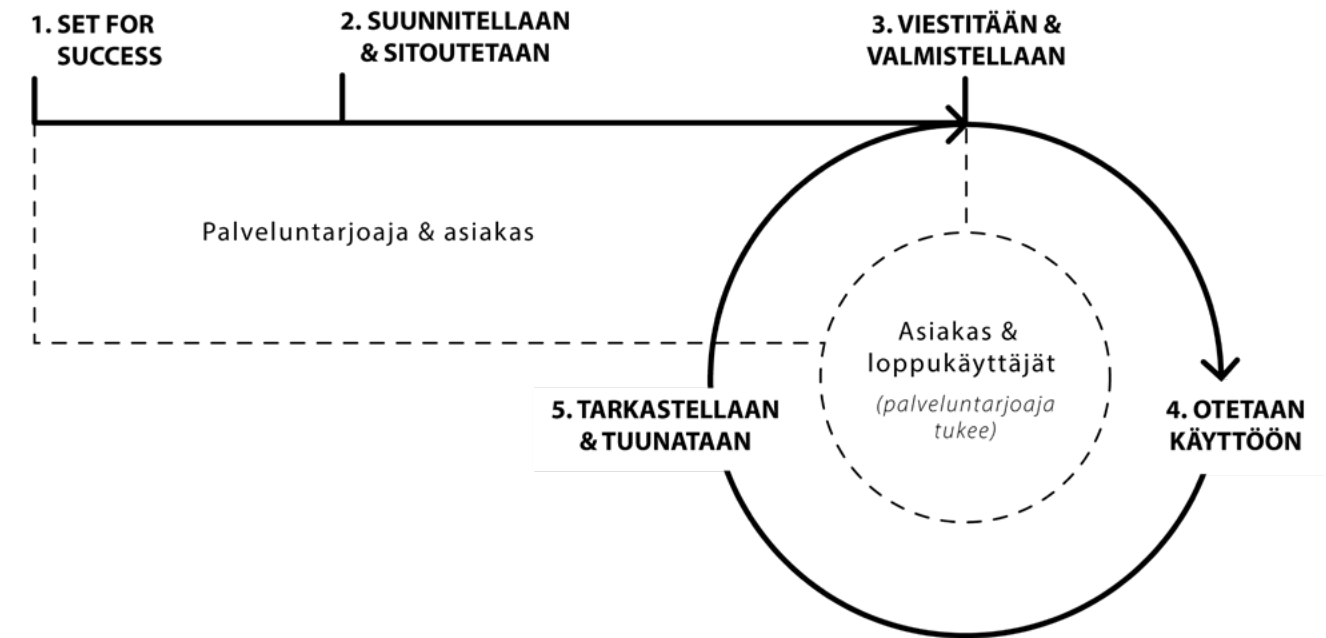 1. SET FOR
SUCCESS
2. SUUNNITELLAAN
& SITOUTETAAN
3. VIESTITÄÄN &
VALMISTELLAAN
Palveluntarjoaja & asiakas
Asiakas &
loppukäyttäjät
(palveluntarjoaja
tukee)
5. TARKASTELLAAN
& TUUNATAAN
4. OTETAAN
KÄYTTÖÖN